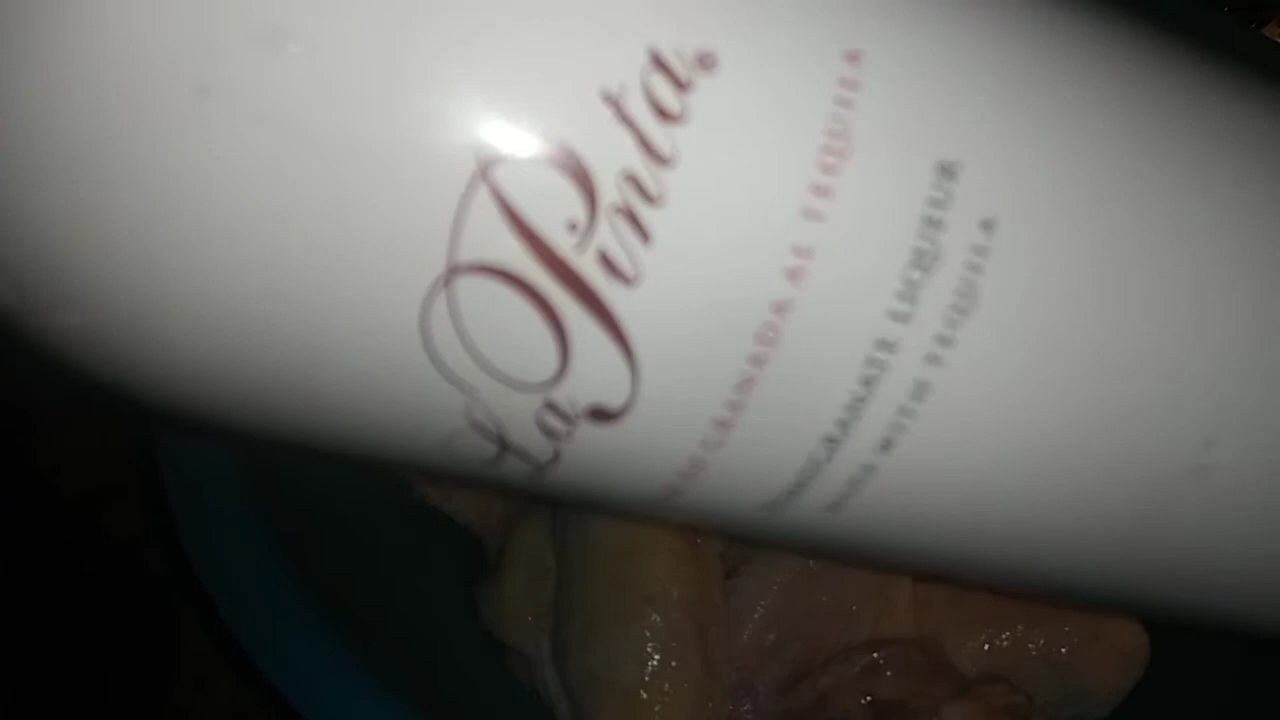 La Pinta
GRANADA AL TEQUILA
POMEGRANATE LIQUEUR
WITH TEQUILA